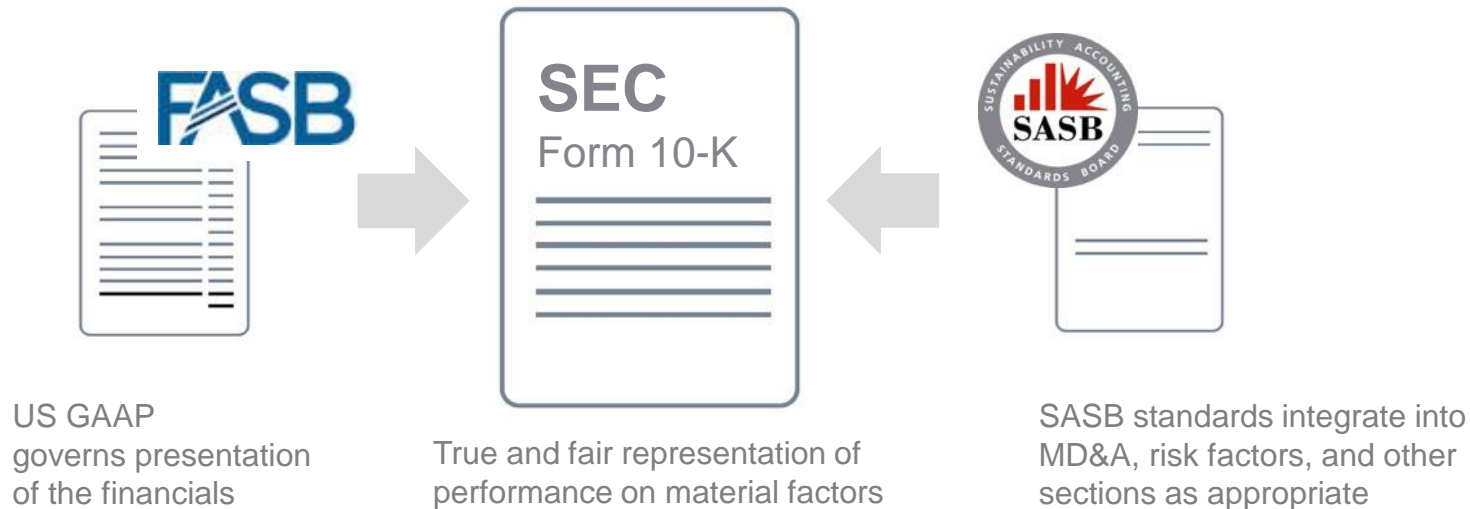 FASB
US GAAP
governs presentation
of the financials
SEC
Form 10-K
True and fair representation of
performance on material factors
SUSTAINABILITY ACCOUNTING
SASB
STANDARDS BOARD
SASB standards integrate into
MD&A, risk factors, and other
sections as appropriate